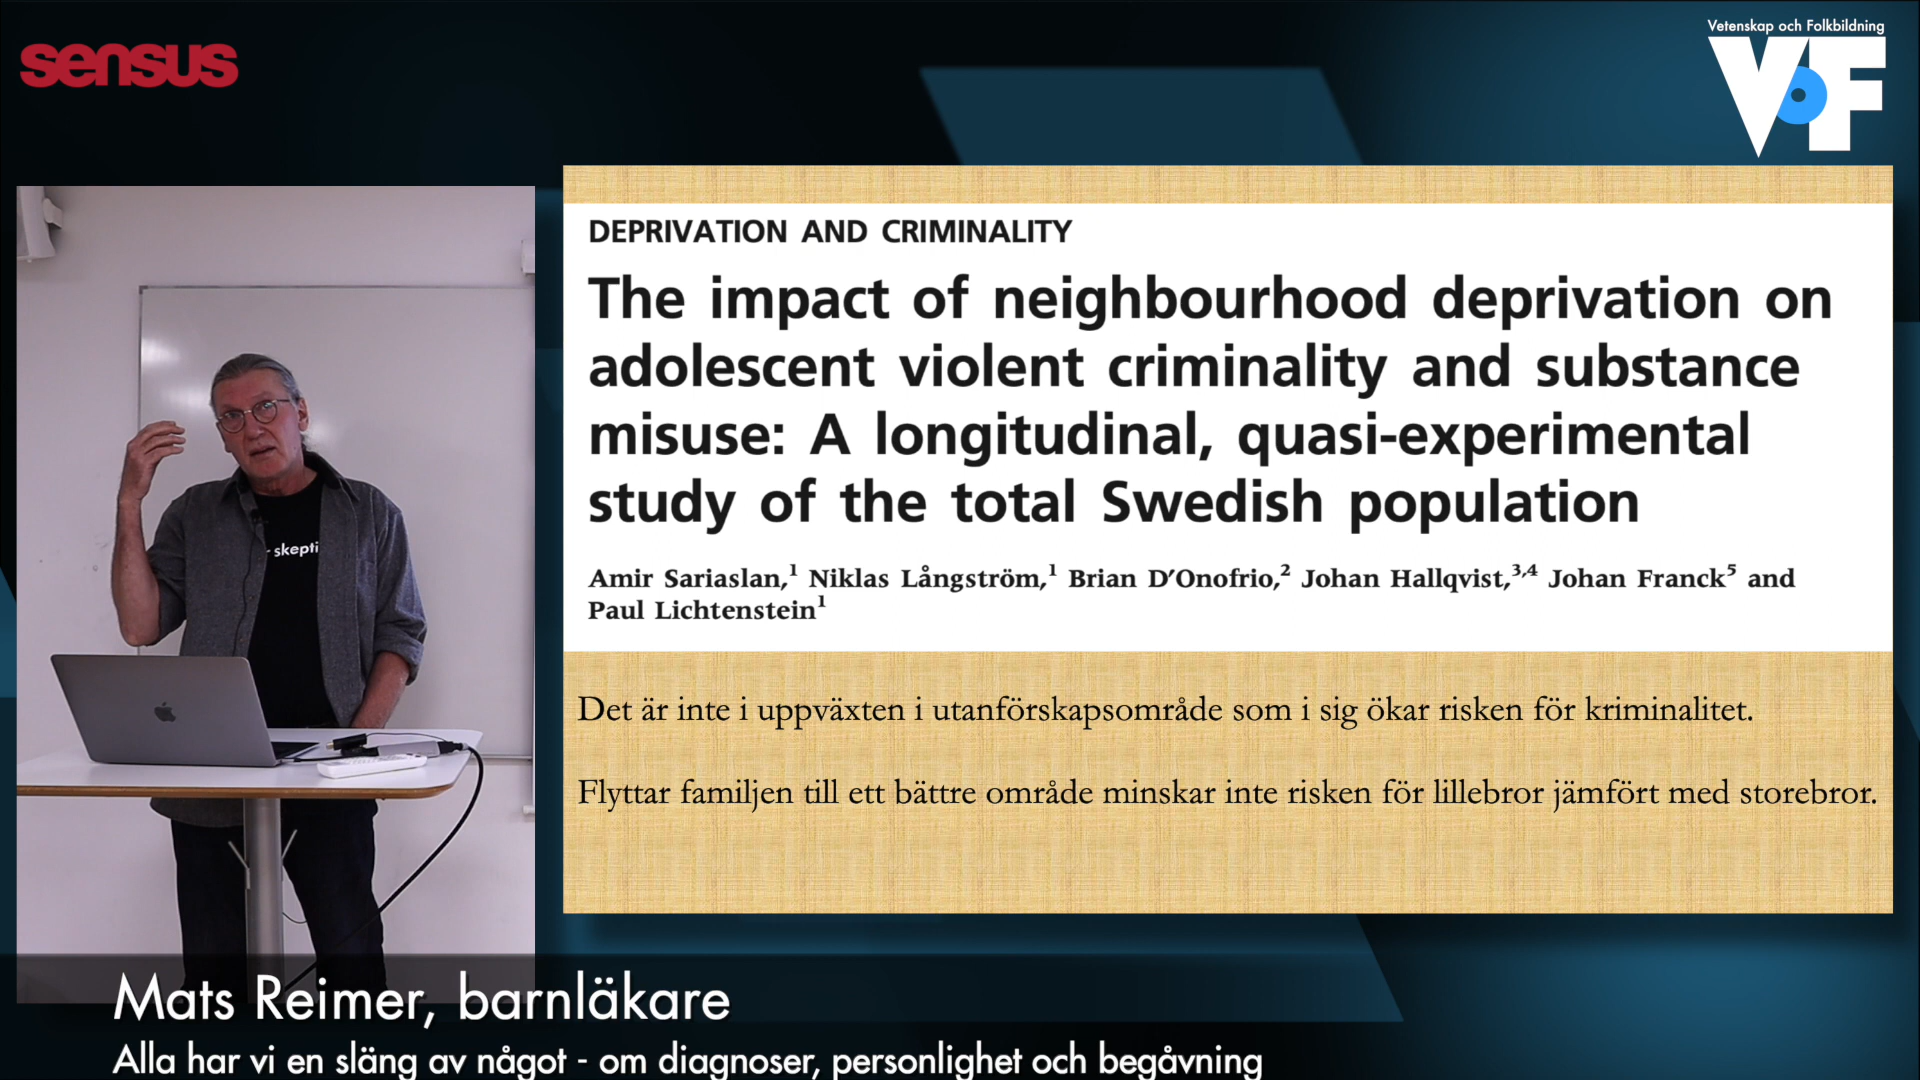 sensus
Vetenskap och Folkbildning
VoF
DEPRIVATION AND CRIMINALITY
The impact of neighbourhood deprivation on
adolescent violent criminality and substance
misuse: A longitudinal, quasi-experimental
study of the total Swedish population
Amir Sariaslan,¹ Niklas Långström,¹ Brian D'Onofrio,² Johan Hallqvist,³,⁴ Johan Franck⁵ and
Paul Lichtenstein¹
Det är inte i uppväxten i utanförskapsområde som i sig ökar risken för kriminalitet.
Flyttar familjen till ett bättre område minskar inte risken för lillebror jämfört med storebror.
r skepti
Mats Reimer, barnläkare
Alla har vi en släng av något - om diagnoser, personlighet och begåvning